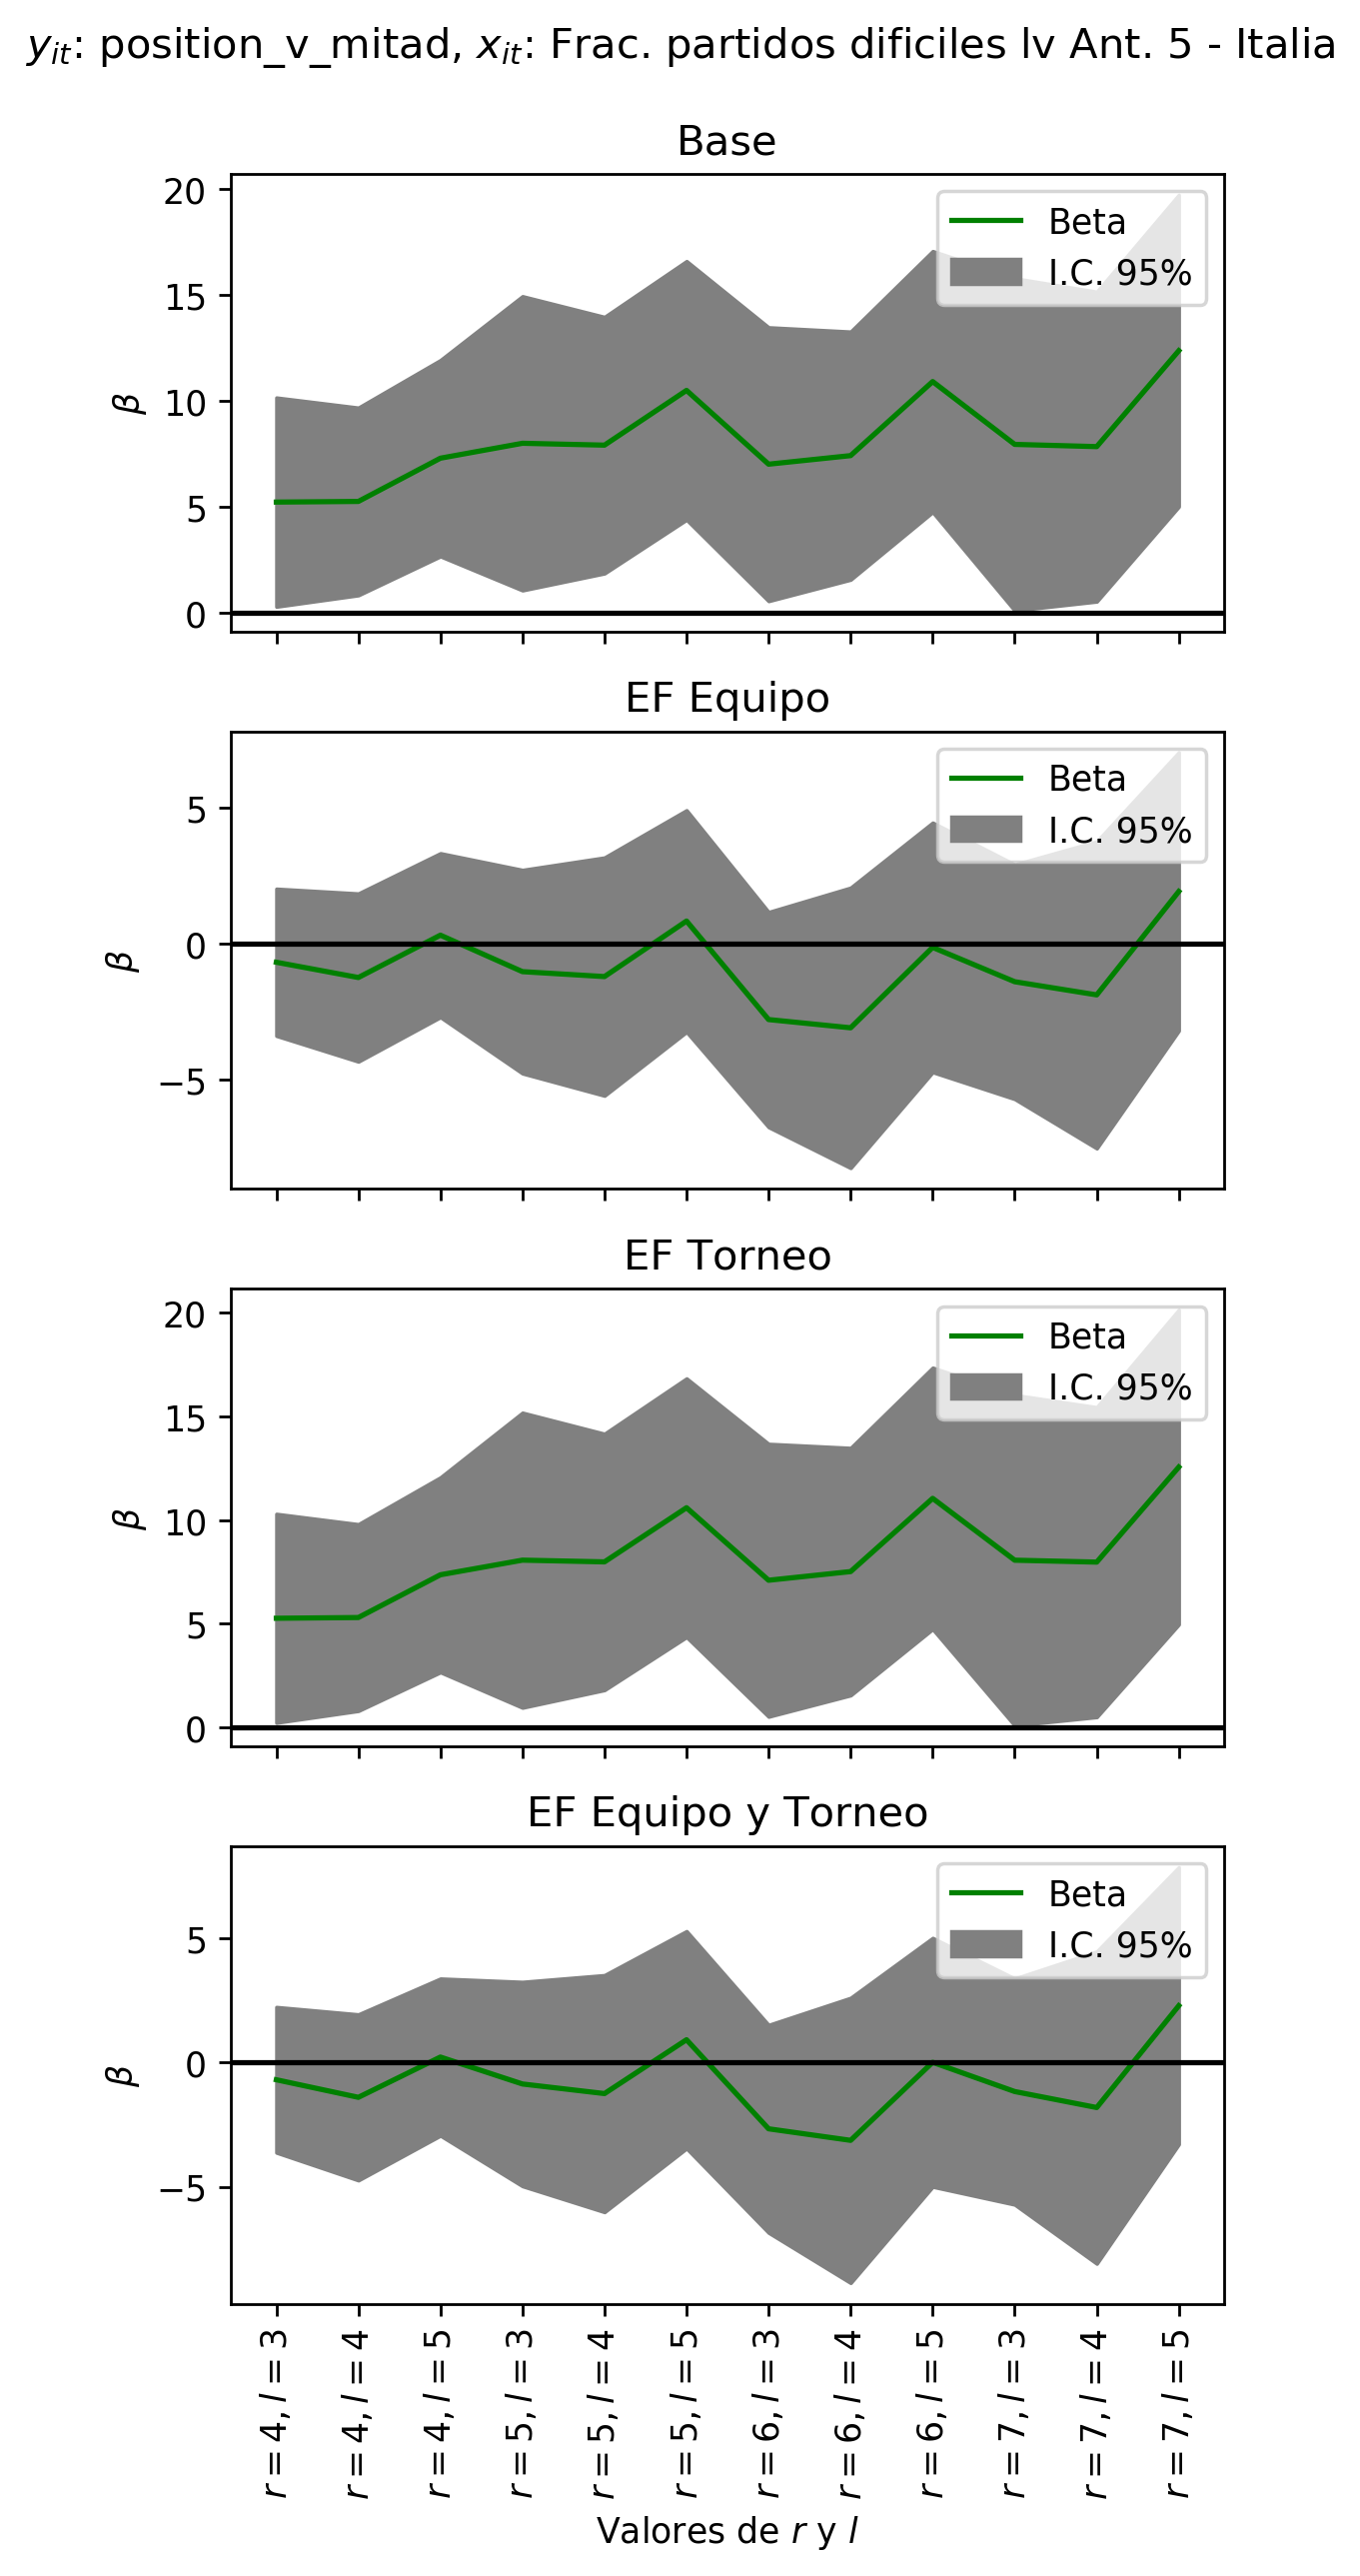 y_it: position_v_mitad, x_it: Frac. partidos dificiles lv Ant. 5 - Italia
Base
20
15
10
5
0
β
Beta
I.C. 95%
EF Equipo
5
0
−5
β
Beta
I.C. 95%
EF Torneo
20
15
10
5
0
β
Beta
I.C. 95%
EF Equipo y Torneo
5
0
−5
β
Beta
I.C. 95%
r = 4, l = 3
r = 4, l = 4
r = 4, l = 5
r = 5, l = 3
r = 5, l = 4
r = 5, l = 5
r = 6, l = 3
r = 6, l = 4
r = 6, l = 5
r = 7, l = 3
r = 7, l = 4
r = 7, l = 5
Valores de r y l